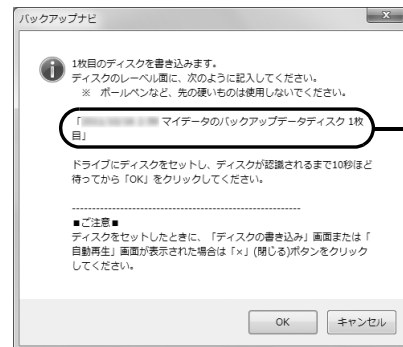 バックアップナビ
1枚目のディスクを書き込みます。
ディスクのレーベル面に、次のように記入してください。
※ ボールペンなど、先の硬いものは使用しないでください。
「 マイデータのバックアップデータディスク 1枚
目」
ドライブにディスクをセットし、ディスクが認識されるまで10秒ほど
待ってから「OK」をクリックしてください。
--------------------------------------------------------
■ご注意■
ディスクをセットしたときに、「ディスクの書き込み」画面または「
自動再生」画面が表示された場合は「×」(閉じる)ボタンをクリック
してください。
OK キャンセル